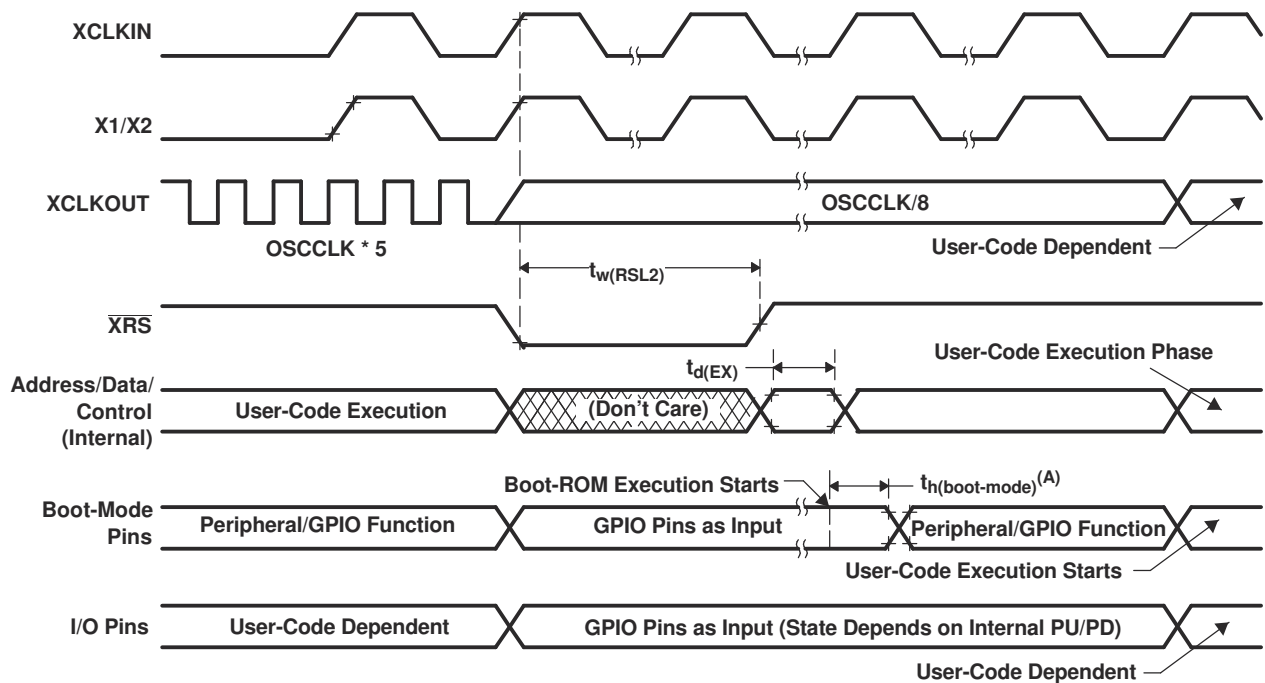 XCLKIN
X1/X2
XCLKOUT
OSCCLK/8
OSCCLK * 5
User-Code Dependent
tw(RSL2)
XRS
User-Code Execution Phase
td(EX)
Address/Data/
Control
(Internal)
User-Code Execution
(Don't Care)
Boot-ROM Execution Starts
th(boot-mode)(A)
Boot-Mode
Pins
Peripheral/GPIO Function
GPIO Pins as Input
Peripheral/GPIO Function
User-Code Execution Starts
I/O Pins
User-Code Dependent
GPIO Pins as Input (State Depends on Internal PU/PD)
User-Code Dependent